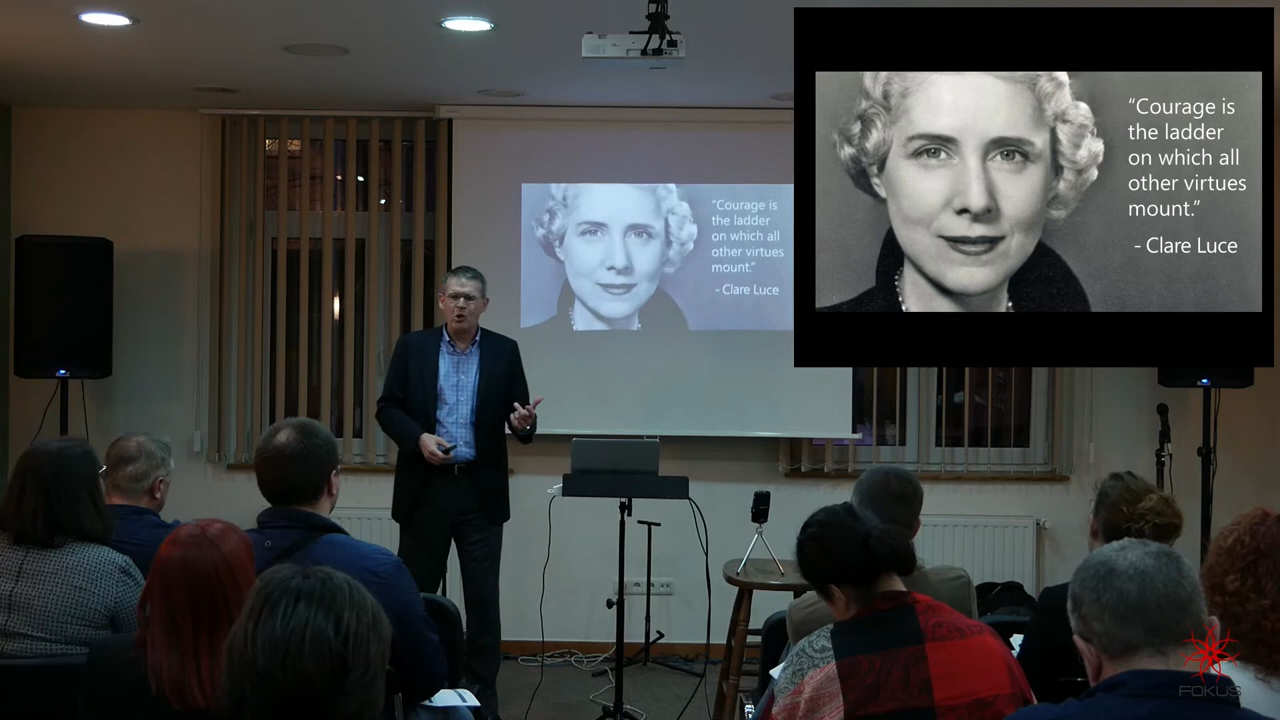 “Courage is
the ladder
on which all
other virtues
mount.”
- Clare Luce
“Courage is
the ladder
on which all
other virtues
mount.”
- Clare Luce
FOKUS